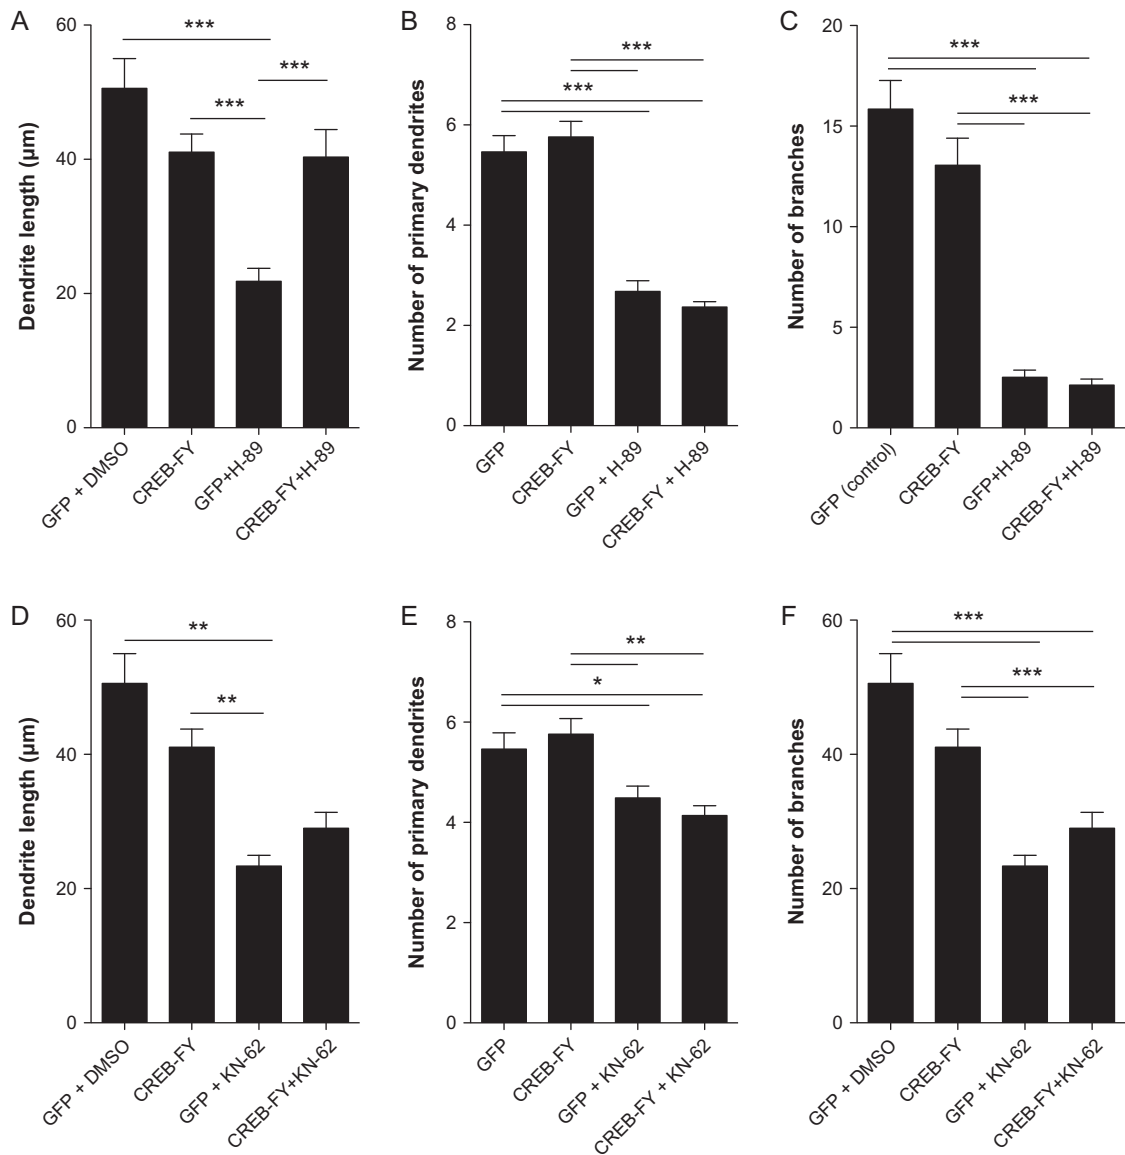 A
Dendrite length (µm)
60
40
20
0
***
***
***
GFP + DMSO
CREB-FY
GFP+H-89
CREB-FY+H-89
B
Number of primary dendrites
8
6
4
2
0
***
***
GFP
CREB-FY
GFP + H-89
CREB-FY + H-89
C
Number of branches
20
15
10
5
0
***
***
GFP (control)
CREB-FY
GFP+H-89
CREB-FY+H-89
D
Dendrite length (µm)
60
40
20
0
**
**
GFP + DMSO
CREB-FY
GFP + KN-62
CREB-FY+KN-62
E
Number of primary dendrites
8
6
4
2
0
**
*
GFP
CREB-FY
GFP + KN-62
CREB-FY + KN-62
F
Number of branches
60
40
20
0
***
***
GFP + DMSO
CREB-FY
GFP + KN-62
CREB-FY+KN-62